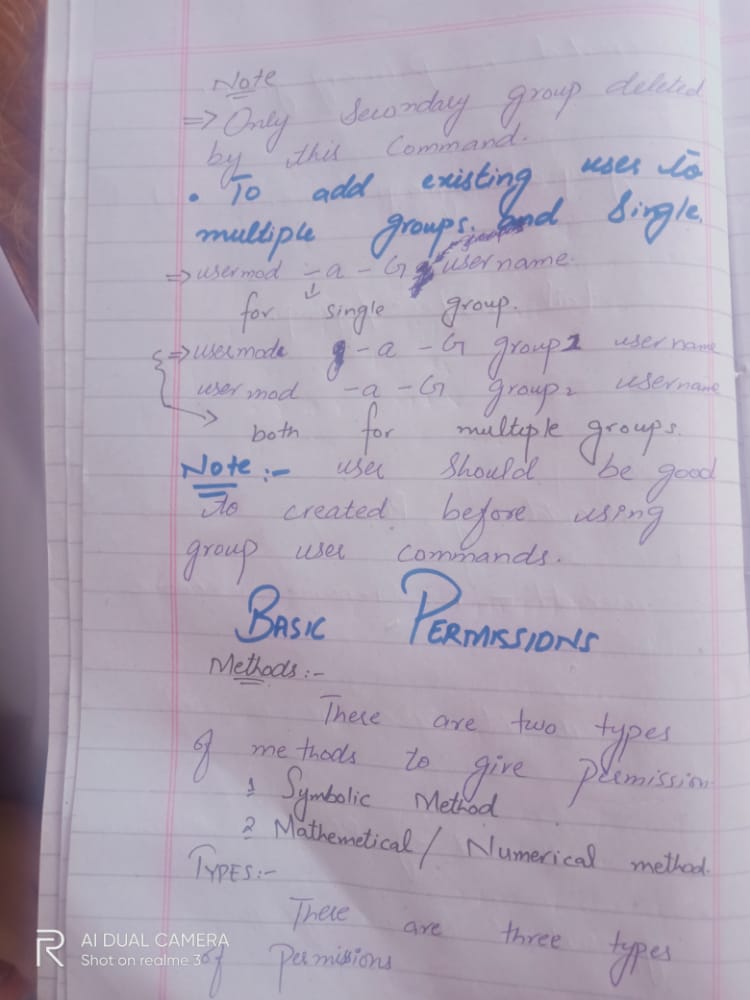 Note
=> Only Secondary group deleted
by this Command.
• To add existing user to
multiple groups. and Single.
=> usermod -a -G username.
for single group.
=> usermod -a -G group1 username
usermod -a -G group2 username
both for multiple groups.
Note :- user should be good
to created before using
group user commands.
BASIC PERMISSIONS
Methods :-
There are two types
of methods to give permission
1 Symbolic Method
2 Mathemetical / Numerical method.
TYPES:-
There are three types
of permissions
AI DUAL CAMERA
Shot on realme 3